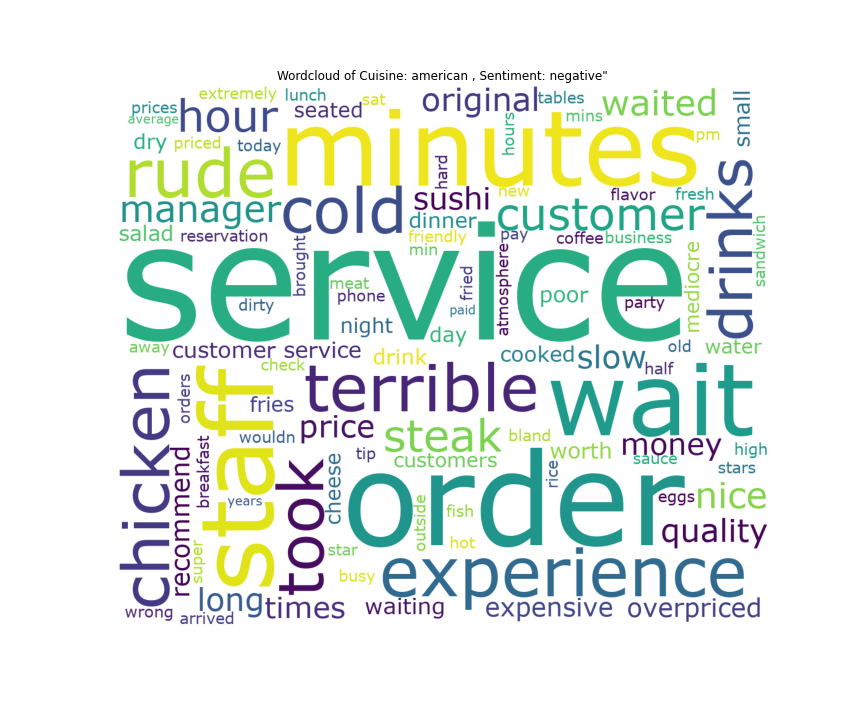 Wordcloud of Cuisine: american , Sentiment: negative"
extremely lunch sat original tables waited small
prices hour seated minutes hours mins pm
average
dry priced today hard
rude cold sushi new flavor fresh drinks
manager dinner customer
salad reservation brought friendly pay coffee business sandwich
service min atmosphere mediocre
meat fried poor party
dirty phone paid
night day
away customer service drink cooked slow old water
check half
chicken orders staff fries terrible wait
price steak bland worth money high
wouldn tip customers sauce stars
recommend breakfast took cheese order rice eggs nice
years outside fish quality
super star hot
busy experience
long times waiting expensive overpriced
wrong arrived